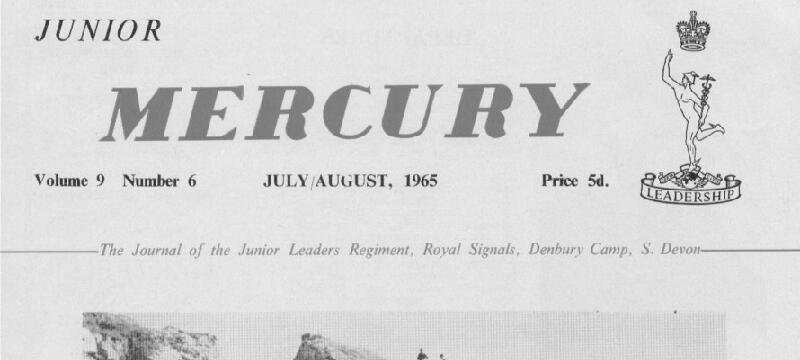 JUNIOR
MERCURY
Volume 9 Number 6 JULY/AUGUST, 1965 Price 5d.
LEADERSHIP
The Journal of the Junior Leaders Regiment, Royal Signals, Denbury Camp, S. Devon